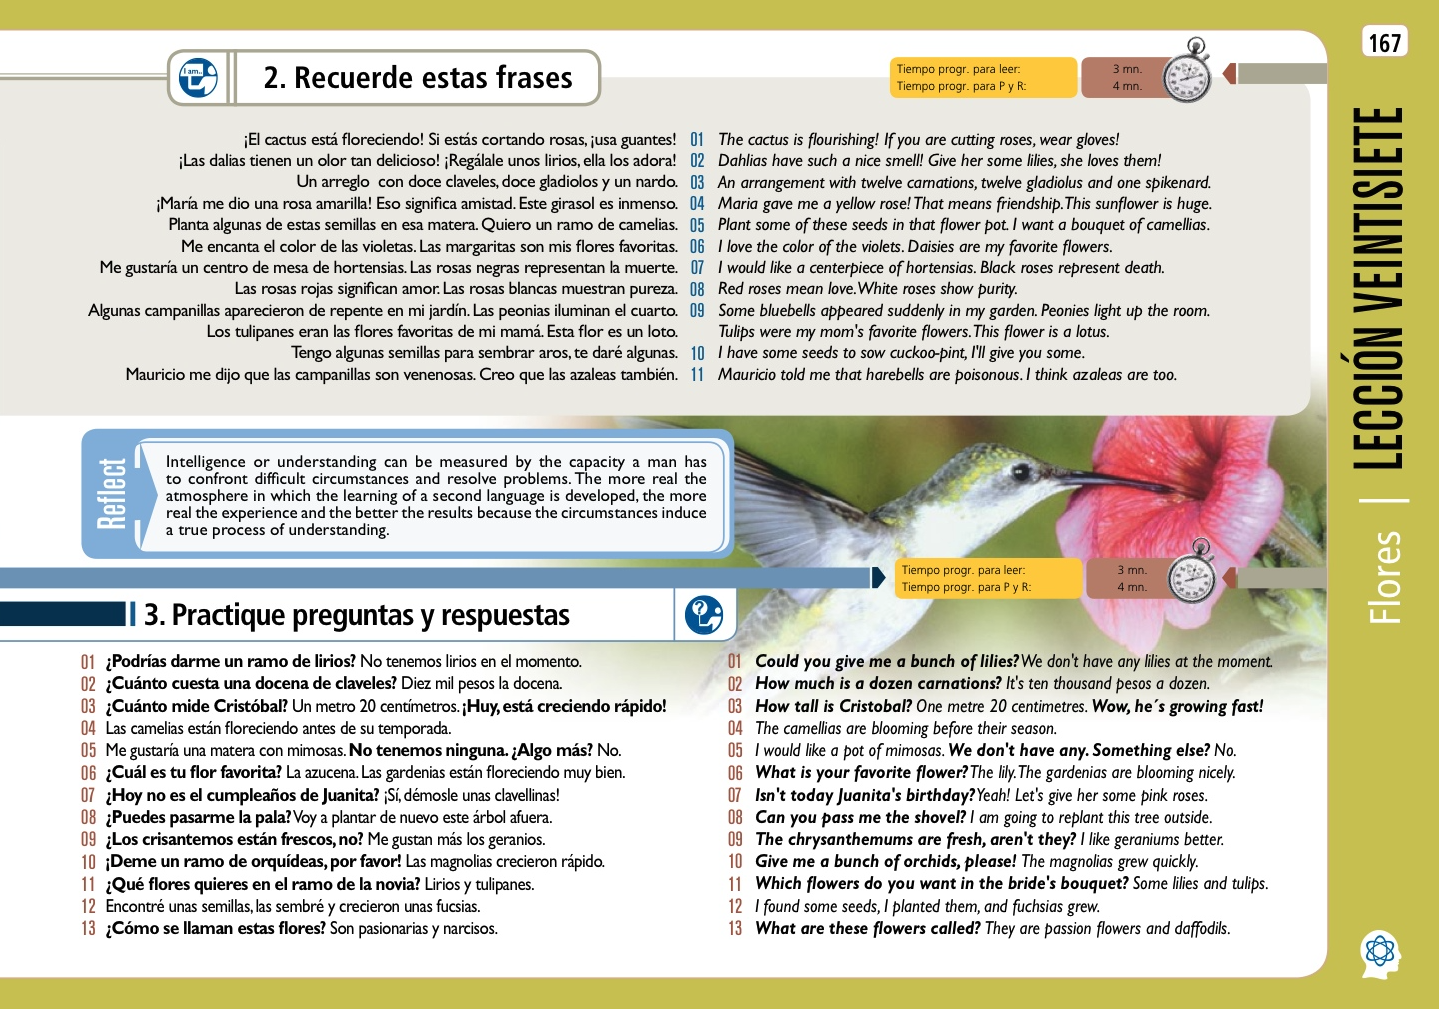 167
I am..
2. Recuerde estas frases
Tiempo progr. para leer: 3 mn.
Tiempo progr. para P y R: 4 mn.
¡El cactus está floreciendo! Si estás cortando rosas, ¡usa guantes! 01 The cactus is flourishing! If you are cutting roses, wear gloves!
¡Las dalias tienen un olor tan delicioso! ¡Regálale unos lirios, ella los adora! 02 Dahlias have such a nice smell! Give her some lilies, she loves them!
Un arreglo con doce claveles, doce gladiolos y un nardo. 03 An arrangement with twelve carnations, twelve gladiolus and one spikenard.
¡María me dio una rosa amarilla! Eso significa amistad. Este girasol es inmenso. 04 Maria gave me a yellow rose! That means friendship. This sunflower is huge.
Planta algunas de estas semillas en esa matera. Quiero un ramo de camelias. 05 Plant some of these seeds in that flower pot. I want a bouquet of camellias.
Me encanta el color de las violetas. Las margaritas son mis flores favoritas. 06 I love the color of the violets. Daisies are my favorite flowers.
Me gustaría un centro de mesa de hortensias. Las rosas negras representan la muerte. 07 I would like a centerpiece of hortensias. Black roses represent death.
Las rosas rojas significan amor. Las rosas blancas muestran pureza. 08 Red roses mean love. White roses show purity.
Algunas campanillas aparecieron de repente en mi jardín. Las peonias iluminan el cuarto. 09 Some bluebells appeared suddenly in my garden. Peonies light up the room.
Los tulipanes eran las flores favoritas de mi mamá. Esta flor es un loto. Tulips were my mom's favorite flowers. This flower is a lotus.
Tengo algunas semillas para sembrar aros, te daré algunas. 10 I have some seeds to sow cuckoo-pint, I'll give you some.
Mauricio me dijo que las campanillas son venenosas. Creo que las azaleas también. 11 Mauricio told me that harebells are poisonous. I think azaleas are too.
Reflect
Intelligence or understanding can be measured by the capacity a man has
to confront difficult circumstances and resolve problems. The more real the
atmosphere in which the learning of a second language is developed, the more
real the experience and the better the results because the circumstances induce
a true process of understanding.
Tiempo progr. para leer: 3 mn.
Tiempo progr. para P y R: 4 mn.
3. Practique preguntas y respuestas
?
01 ¿Podrías darme un ramo de lirios? No tenemos lirios en el momento.
02 ¿Cuánto cuesta una docena de claveles? Diez mil pesos la docena.
03 ¿Cuánto mide Cristóbal? Un metro 20 centímetros. ¡Huy, está creciendo rápido!
04 Las camelias están floreciendo antes de su temporada.
05 Me gustaría una matera con mimosas. No tenemos ninguna. ¿Algo más? No.
06 ¿Cuál es tu flor favorita? La azucena. Las gardenias están floreciendo muy bien.
07 ¿Hoy no es el cumpleaños de Juanita? ¡Sí, démosle unas clavellinas!
08 ¿Puedes pasarme la pala? Voy a plantar de nuevo este árbol afuera.
09 ¿Los crisantemos están frescos, no? Me gustan más los geranios.
10 ¡Deme un ramo de orquídeas, por favor! Las magnolias crecieron rápido.
11 ¿Qué flores quieres en el ramo de la novia? Lirios y tulipanes.
12 Encontré unas semillas, las sembré y crecieron unas fucsias.
13 ¿Cómo se llaman estas flores? Son pasionarias y narcisos.
01 Could you give me a bunch of lilies? We don't have any lilies at the moment.
02 How much is a dozen carnations? It's ten thousand pesos a dozen.
03 How tall is Cristobal? One metre 20 centimetres. Wow, he´s growing fast!
04 The camellias are blooming before their season.
05 I would like a pot of mimosas. We don't have any. Something else? No.
06 What is your favorite flower? The lily. The gardenias are blooming nicely.
07 Isn't today Juanita's birthday? Yeah! Let's give her some pink roses.
08 Can you pass me the shovel? I am going to replant this tree outside.
09 The chrysanthemums are fresh, aren't they? I like geraniums better.
10 Give me a bunch of orchids, please! The magnolias grew quickly.
11 Which flowers do you want in the bride's bouquet? Some lilies and tulips.
12 I found some seeds, I planted them, and fuchsias grew.
13 What are these flowers called? They are passion flowers and daffodils.
Flores | LECCIÓN VEINTISIETE